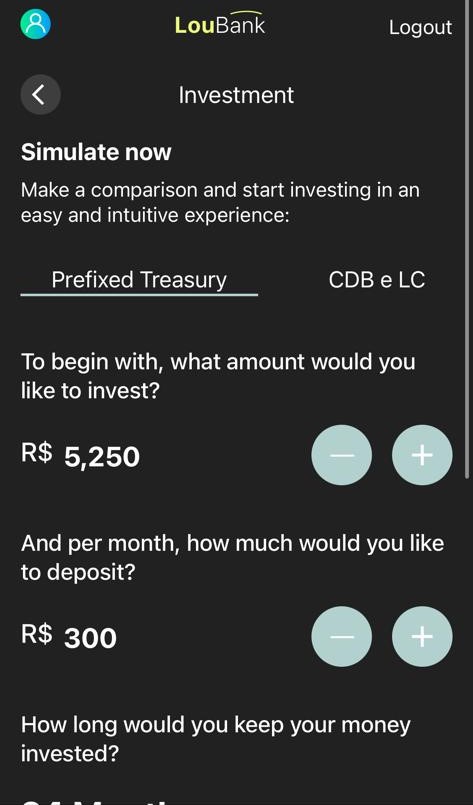 LouBank
Logout
Investment
Simulate now
Make a comparison and start investing in an
easy and intuitive experience:
Prefixed Treasury
CDB e LC
To begin with, what amount would you
like to invest?
R$ 5,250
And per month, how much would you like
to deposit?
R$ 300
How long would you keep your money
invested?